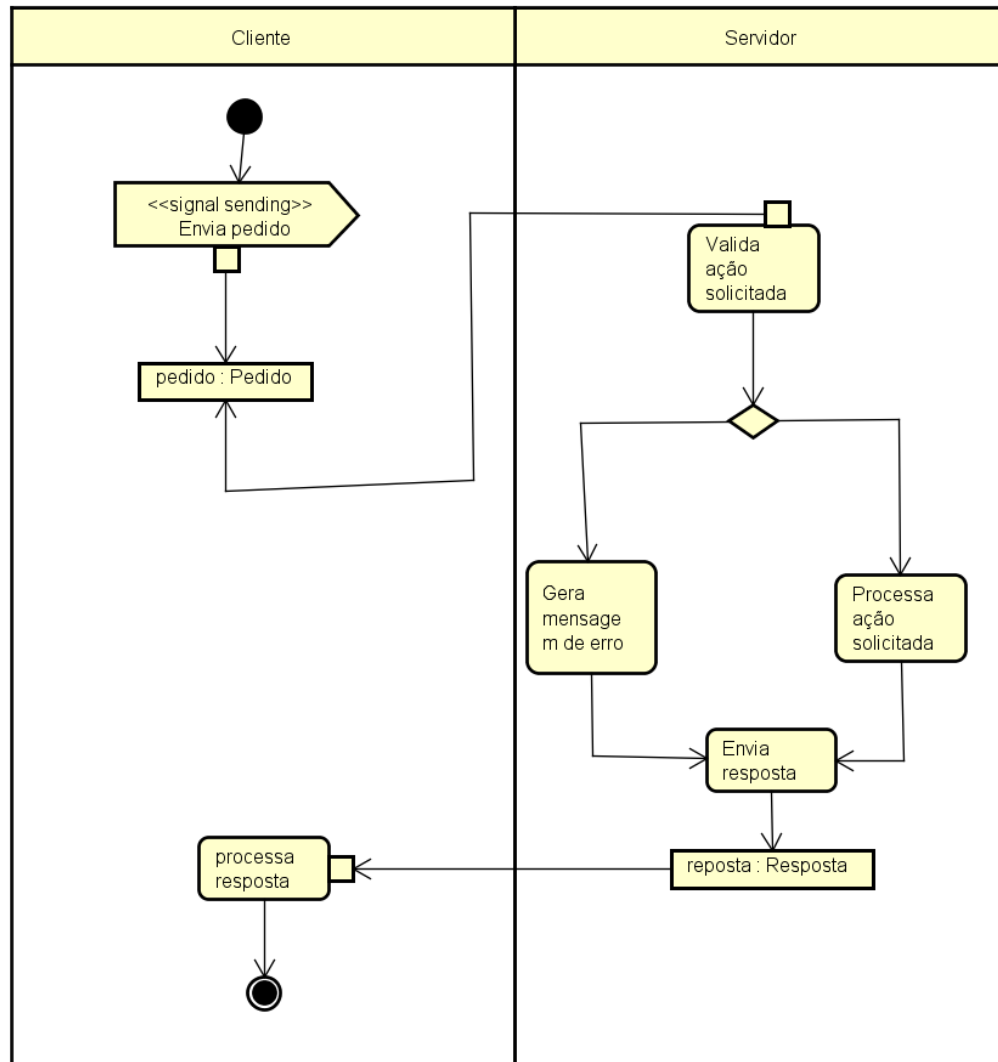 Cliente
Servidor
<<signal sending>>
Envia pedido
Valida
ação
solicitada
pedido : Pedido
Gera
mensage
m de erro
Processa
ação
solicitada
Envia
resposta
processa
resposta
reposta : Resposta